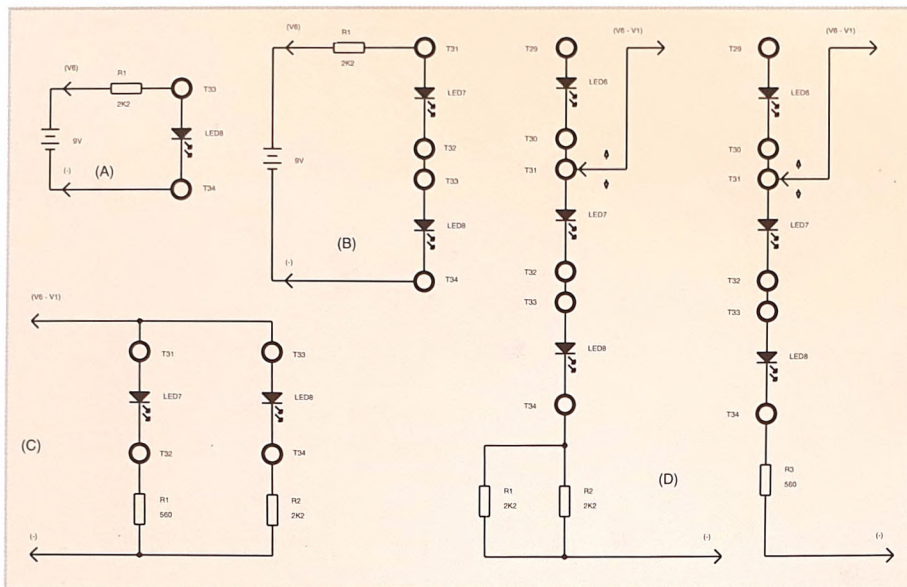 (V6)
R1
2K2
T33
LED8
9V
(-)
T34
(A)
(V6)
R1
2K2
T31
LED7
T32
9V
T33
LED8
(B)
(-)
T34
(V6 - V1)
T31
T33
LED7
LED8
T32
T34
(C)
R1
560
R2
2K2
(-)
T29
(V6 - V1)
LED6
T30
T31
LED7
T32
T33
LED8
T34
R1
2K2
R2
2K2
(-)
(D)
T29
(V6 - V1)
LED6
T30
T31
LED7
T32
T33
LED8
T34
R3
560
(-)